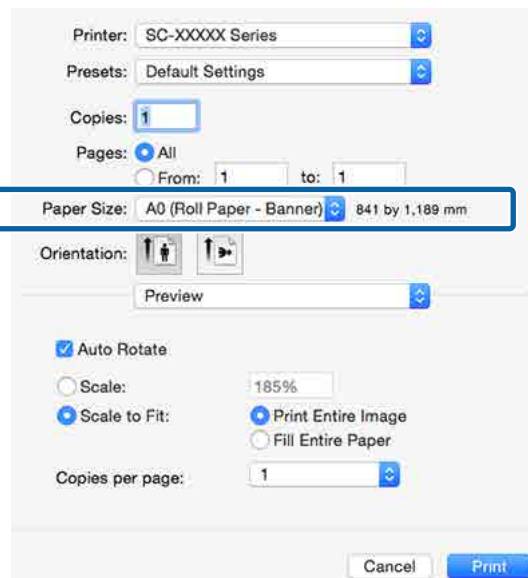 Printer: SC-XXXXX Series
Presets: Default Settings
Copies: 1
Pages: All
From: 1 to: 1
Paper Size: A0 (Roll Paper - Banner) 841 by 1,189 mm
Orientation:
Preview
Auto Rotate
Scale: 185%
Scale to Fit: Print Entire Image
Fill Entire Paper
Copies per page: 1
Cancel Print